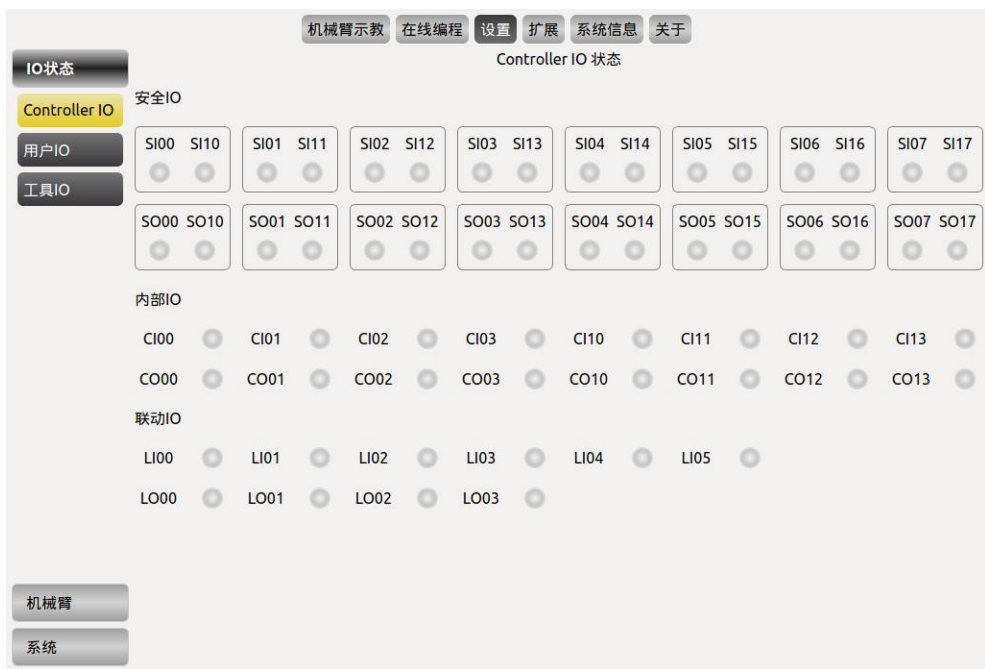 机械臂示教 在线编程 设置 扩展 系统信息 关于
Controller IO 状态
IO状态
Controller IO
用户IO
工具IO
安全IO
SI00 SI10 SI01 SI11 SI02 SI12 SI03 SI13 SI04 SI14 SI05 SI15 SI06 SI16 SI07 SI17
SO00 SO10 SO01 SO11 SO02 SO12 SO03 SO13 SO04 SO14 SO05 SO15 SO06 SO16 SO07 SO17
内部IO
CI00 CI01 CI02 CI03 CI10 CI11 CI12 CI13
CO00 CO01 CO02 CO03 CO10 CO11 CO12 CO13
联动IO
LI00 LI01 LI02 LI03 LI04 LI05
LO00 LO01 LO02 LO03
机械臂
系统